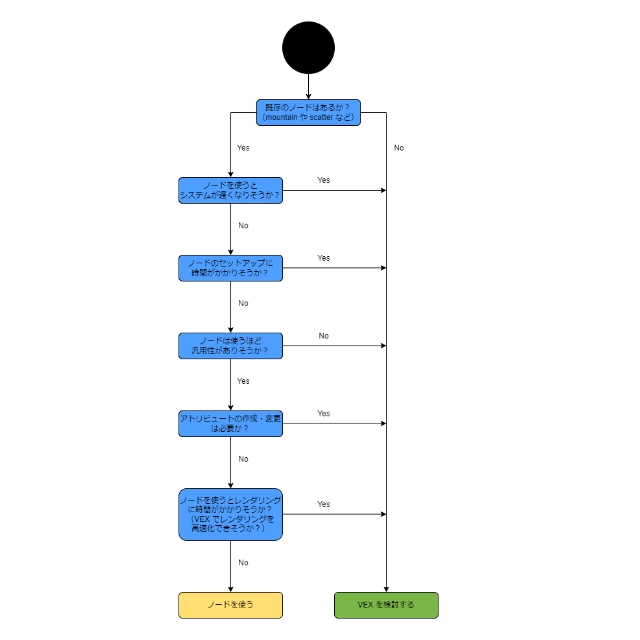 既存のノードはあるか？
（mountain や scatter など）
Yes
No
ノードを使うと
システムが遅くなりそうか？
Yes
No
ノードのセットアップに
時間がかかりそうか？
Yes
No
ノードは使うほど
汎用性がありそうか？
No
Yes
アトリビュートの作成・変更
は必要か？
Yes
No
ノードを使うとレンダリング
に時間がかかりそうか？
（VEX でレンダリングを
高速化できそうか？）
Yes
No
ノードを使う
VEX を検討する